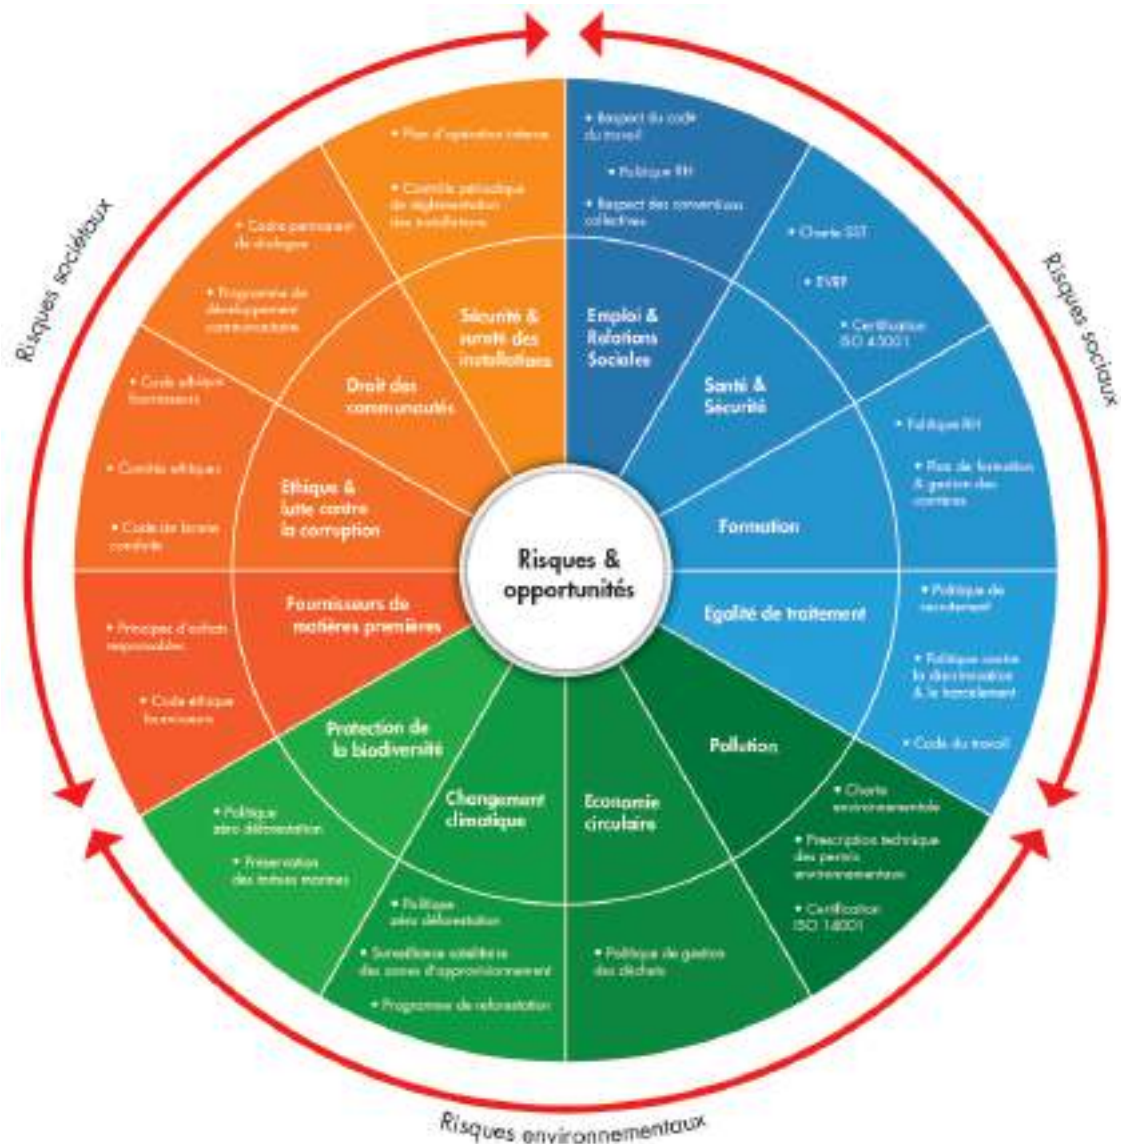 Risques sociétaux
Risques sociaux
Risques environnementaux
Risques &
opportunités
Emploi &
Relations
Sociales
• Respect du code
du travail
• Politique RH
• Respect des conventions
collectives
Santé &
Sécurité
• Charte SST
• EVRP
• Certification
ISO 45001
Formation
• Politique RH
• Plan de formation
& gestion des
carrières
Egalité de traitement
• Politique de
recrutement
• Politique contre
la discrimination
& le harcèlement
• Code du travail
Pollution
• Charte
environnementale
• Prescription technique
des permis
environnementaux
• Certification
ISO 14001
Economie
circulaire
• Politique de gestion
des déchets
Changement
climatique
• Politique
zéro déforestation
• Surveillance satellitaire
des zones d'approvisionnement
• Programme de reforestation
Protection de
la biodiversité
• Politique
zéro déforestation
• Préservation
des tortues marines
Fournisseurs de
matières premières
• Principes d'achats
responsables
• Code éthique
fournisseurs
Ethique &
lutte contre
la corruption
• Code éthique
fournisseurs
• Comités éthiques
• Code de bonne
conduite
Droit des
communautés
• Cadre permanent
de dialogue
• Programme de
développement
communautaire
Sécurité &
sureté des
installations
• Plan d'opération interne
• Contrôle périodique
de réglementation
des installations